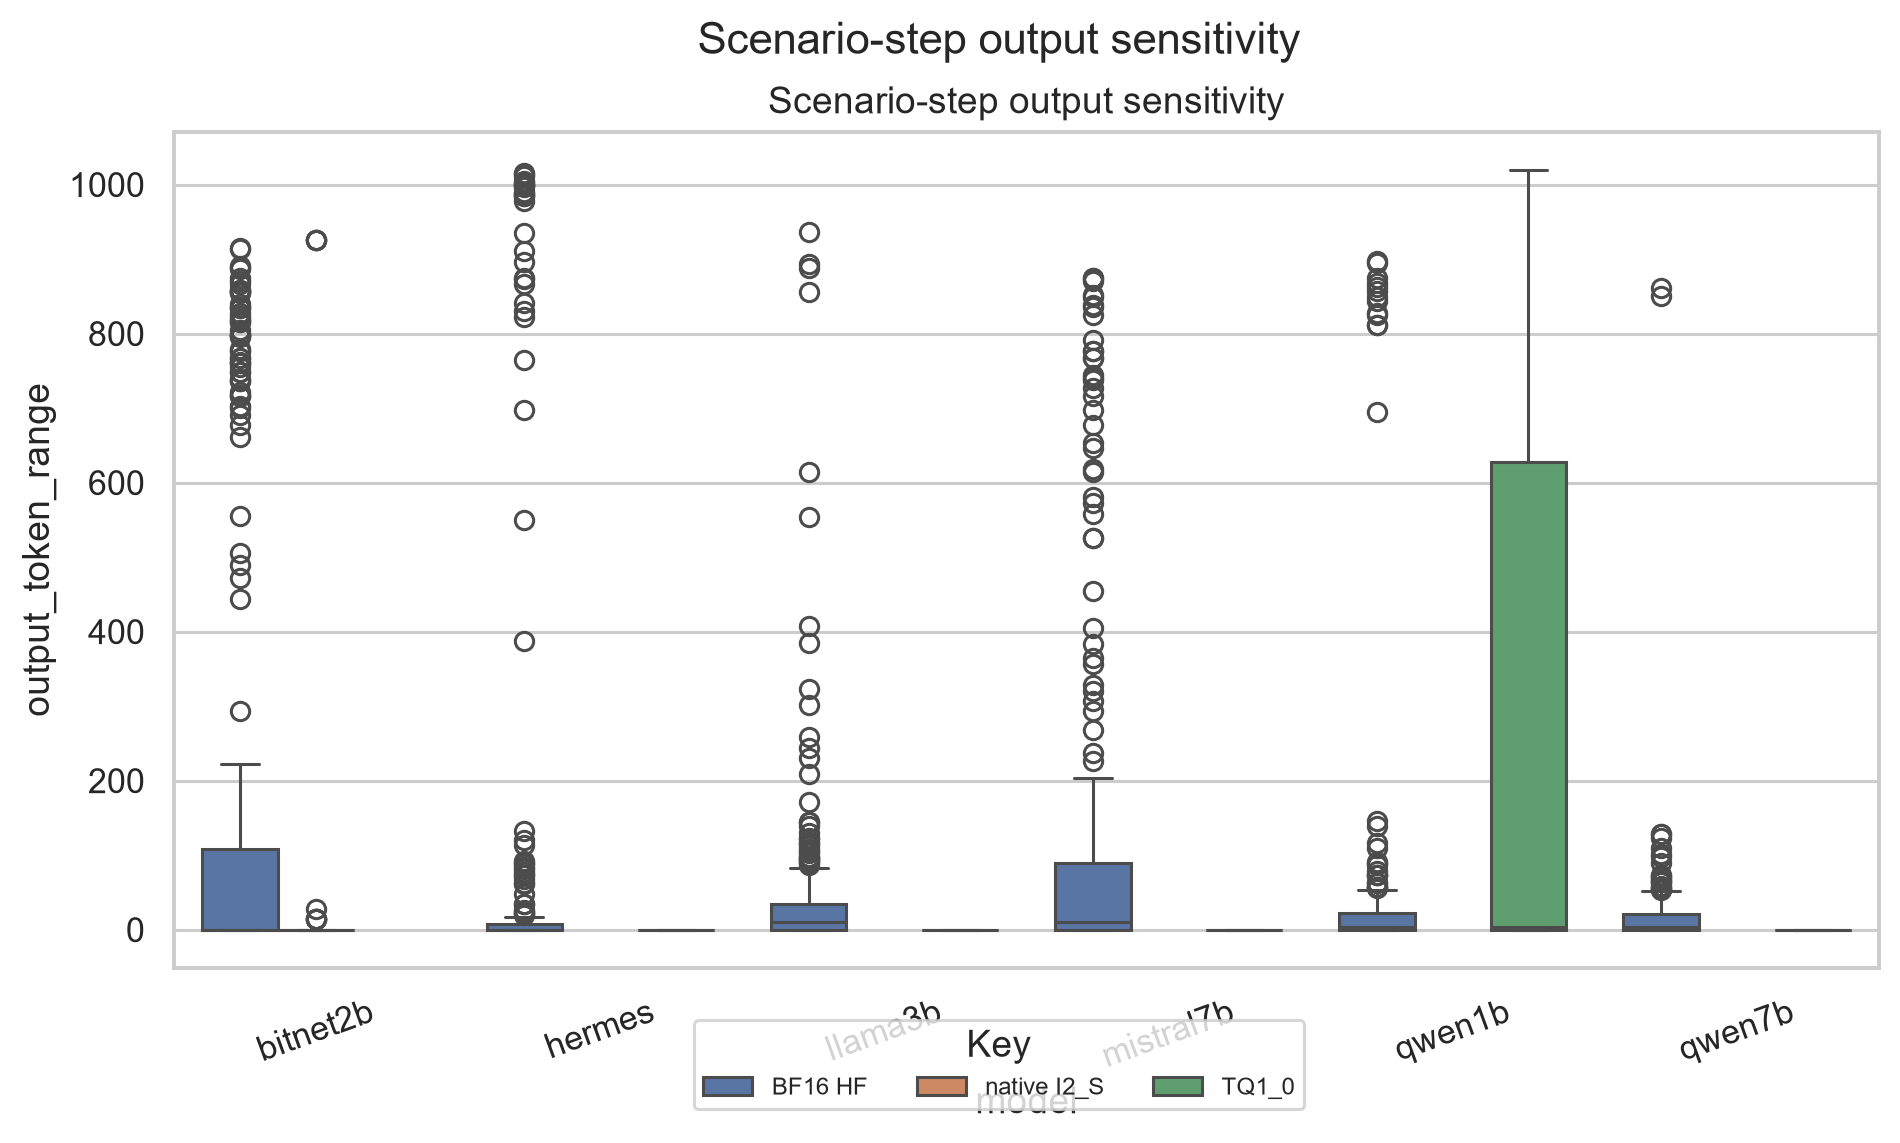 Scenario-step output sensitivity
Scenario-step output sensitivity
output_token_range
1000
800
600
400
200
0
bitnet2b
hermes
llama3b
mistral7b
qwen1b
qwen7b
model
Key
BF16 HF
native I2_S
TQ1_0